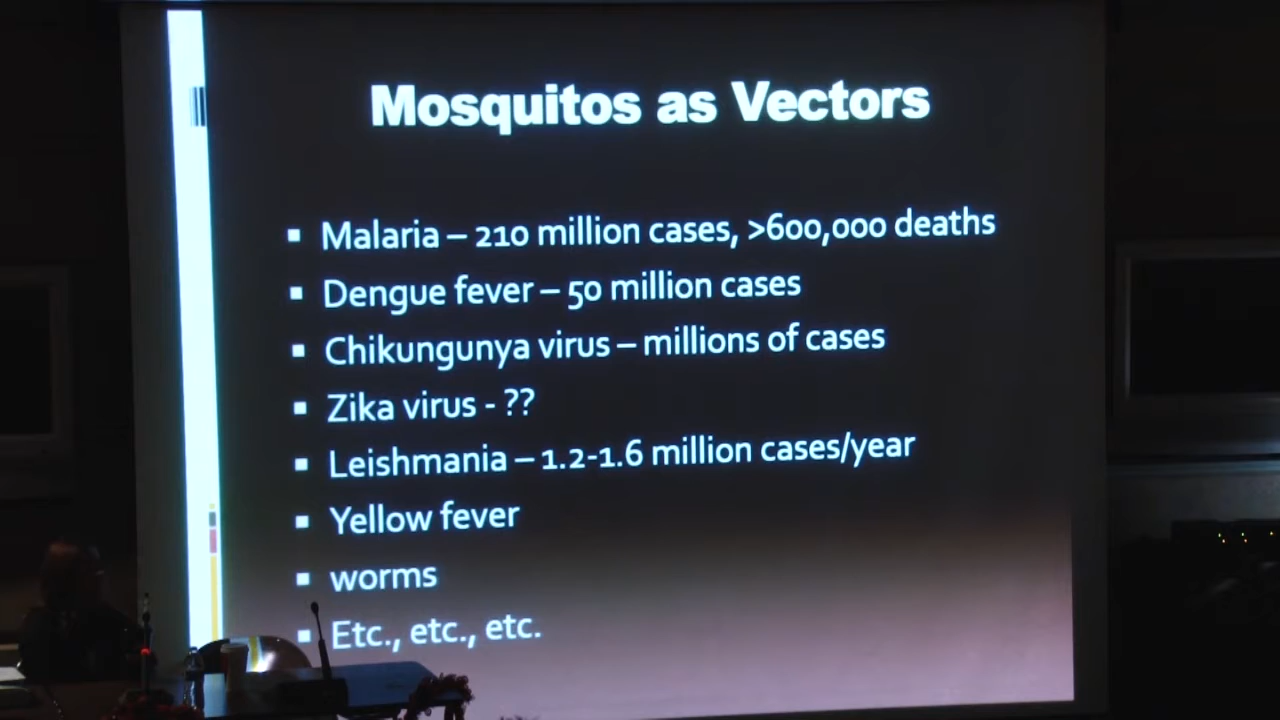 Mosquitos as Vectors
▪ Malaria – 210 million cases, >600,000 deaths
▪ Dengue fever – 50 million cases
▪ Chikungunya virus – millions of cases
▪ Zika virus - ??
▪ Leishmania – 1.2-1.6 million cases/year
▪ Yellow fever
▪ worms
▪ Etc., etc., etc.